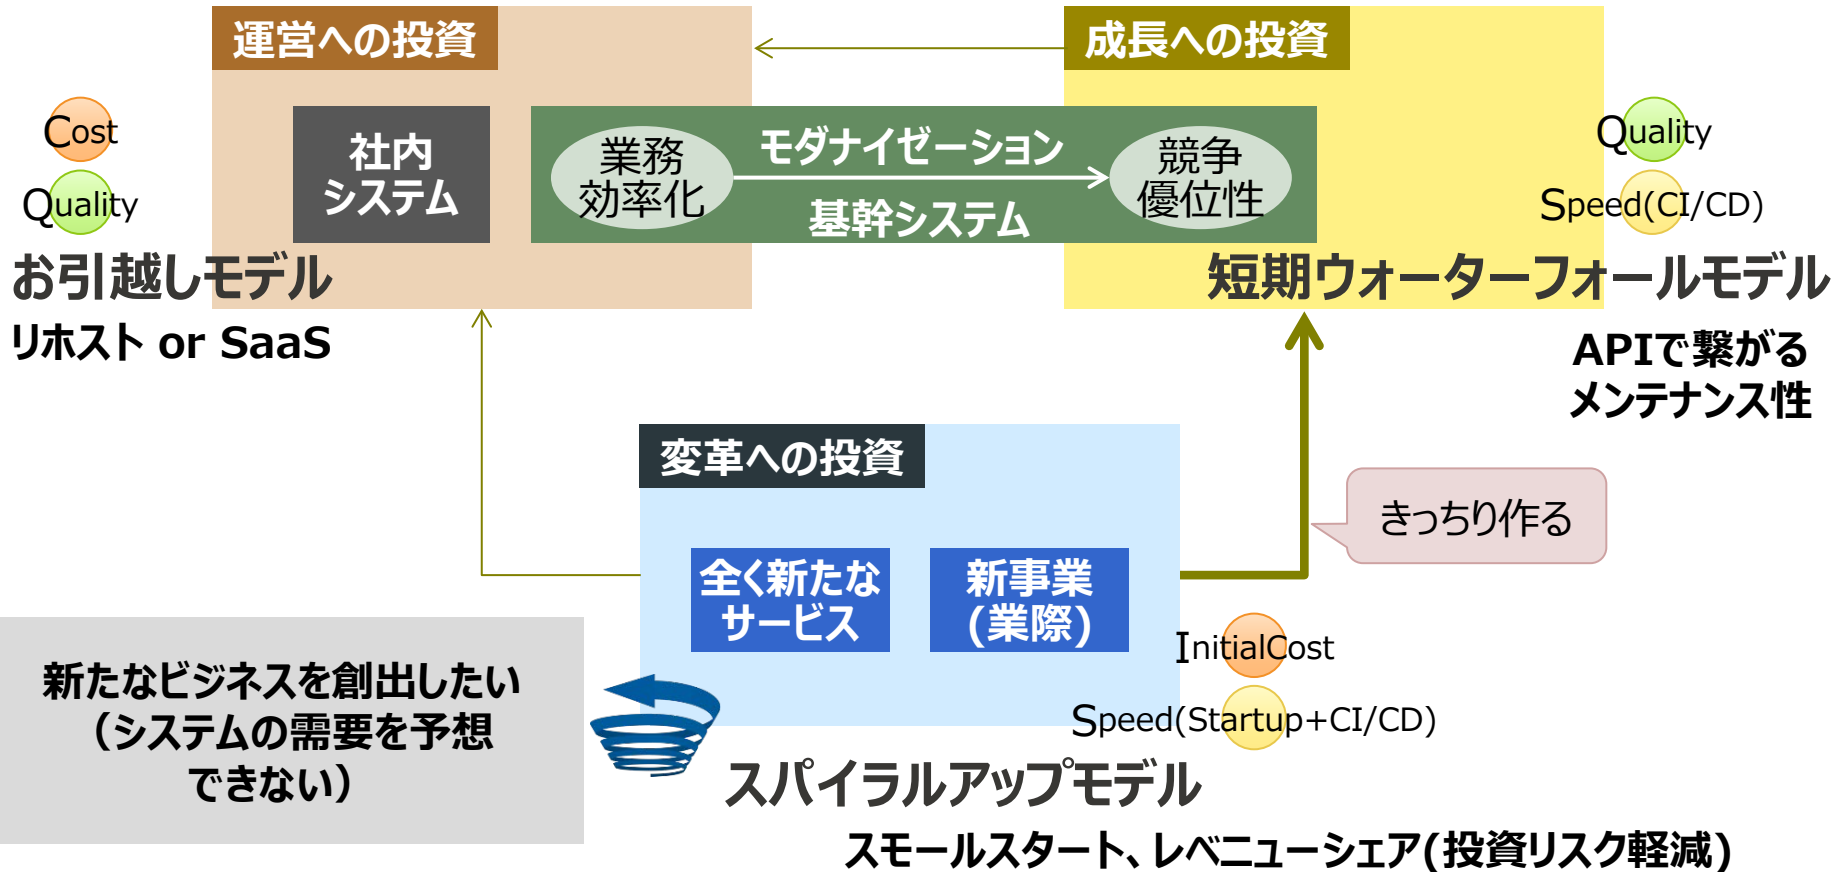 運営への投資
成長への投資
Cost
Quality
社内
システム
業務
効率化
モダナイゼーション
基幹システム
競争
優位性
Quality
Speed(CI/CD)
お引越しモデル
リホスト or SaaS
短期ウォーターフォールモデル
APIで繋がる
メンテナンス性
変革への投資
きっちり作る
全く新たな
サービス
新事業
(業際)
InitialCost
Speed(Startup+CI/CD)
新たなビジネスを創出したい
（システムの需要を予想
できない）
スパイラルアップモデル
スモールスタート、レベニューシェア(投資リスク軽減)